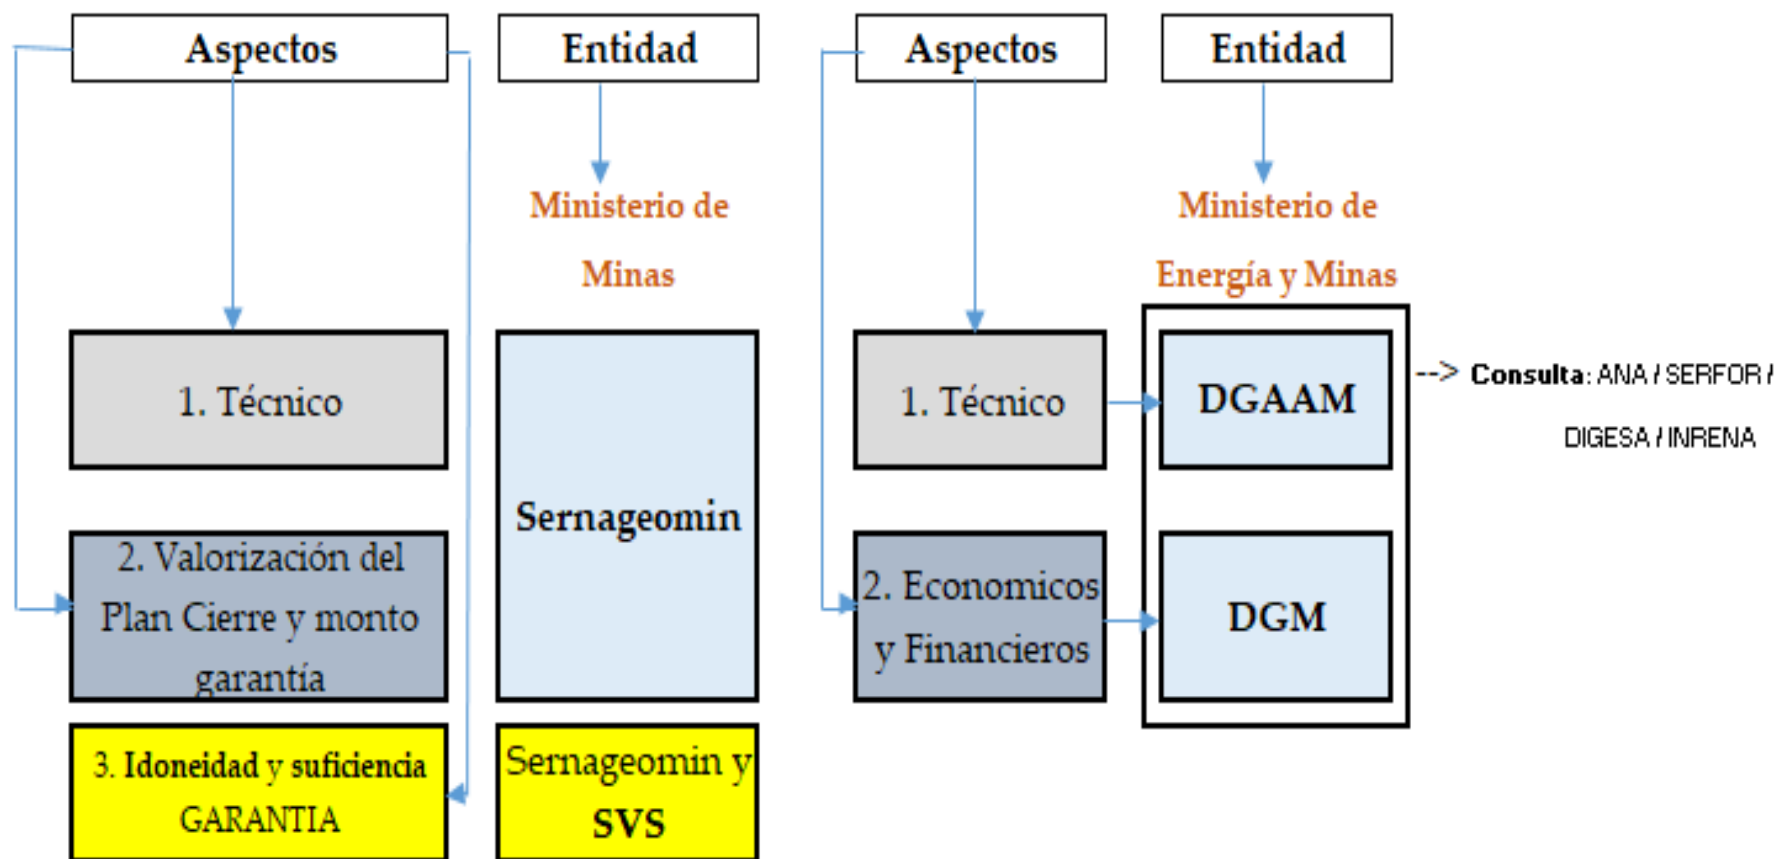 Aspectos
Entidad
Ministerio de
Minas
1. Técnico
2. Valorización del
Plan Cierre y monto
garantía
Sernageomin
3. Idoneidad y suficiencia
GARANTIA
Sernageomin y
SVS
Aspectos
Entidad
Ministerio de
Energía y Minas
1. Técnico
DGAAM
--> Consulta: ANA / SERFOR /
DIGESA / INRENA
2. Economicos
y Financieros
DGM